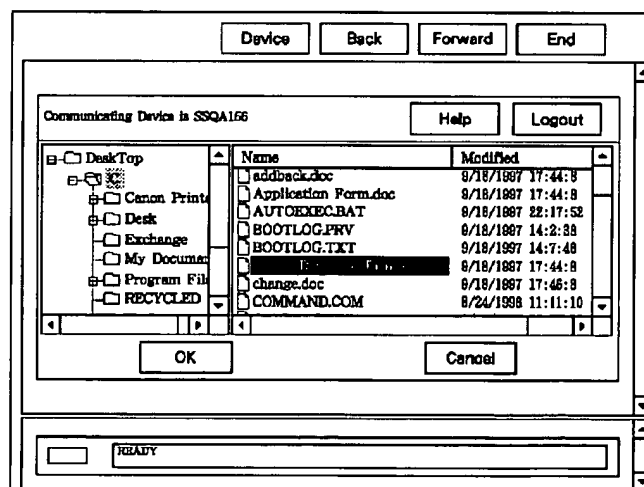 Device Back Forward End
Communicating Device is SSQA166 Help Logout
DeskTop
C
Canon Printe
Desk
Exchange
My Documen
Program File
RECYCLED
Name Modified
addback.doc 9/18/1997 17:44:8
Application Form.doc 9/18/1997 17:44:8
AUTOEXEC.BAT 9/18/1997 22:17:52
BOOTLOG.PRV 9/18/1997 14:2:38
BOOTLOG.TXT 9/18/1997 14:7:48
9/18/1997 17:44:8
change.doc 9/18/1997 17:46:8
COMMAND.COM 8/24/1996 11:11:10
OK Cancel
READY